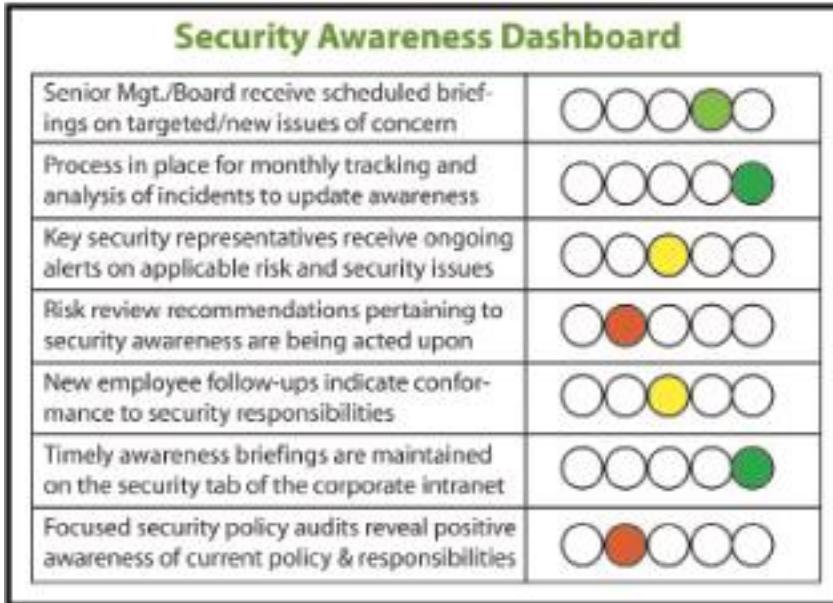 Security Awareness Dashboard
Senior Mgt./Board receive scheduled brief-
ings on targeted/new issues of concern
Process in place for monthly tracking and
analysis of incidents to update awareness
Key security representatives receive ongoing
alerts on applicable risk and security issues
Risk review recommendations pertaining to
security awareness are being acted upon
New employee follow-ups indicate confor-
mance to security responsibilities
Timely awareness briefings are maintained
on the security tab of the corporate intranet
Focused security policy audits reveal positive
awareness of current policy & responsibilities